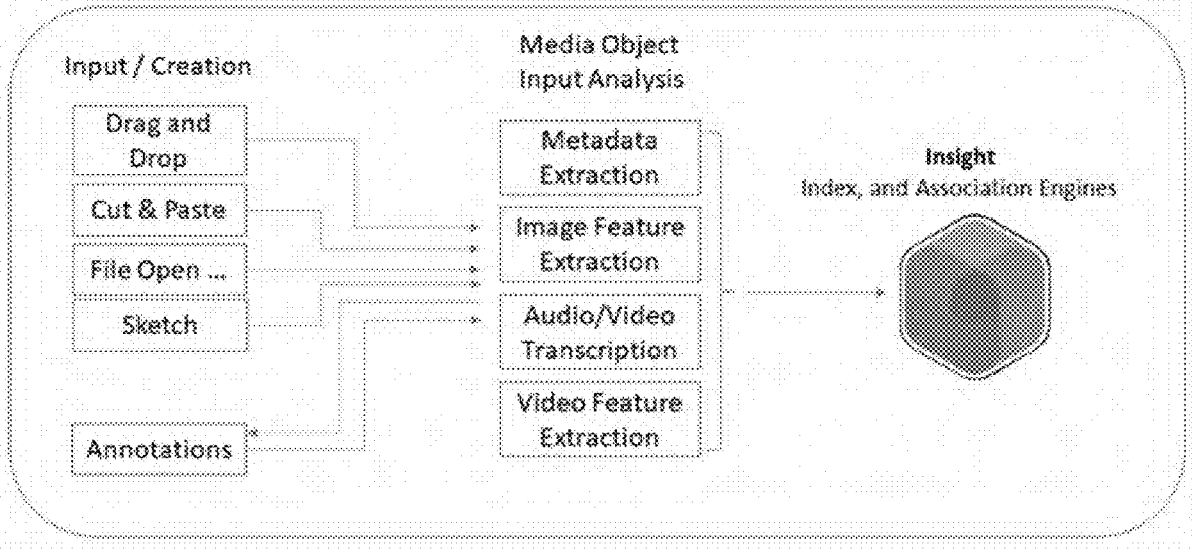 Input / Creation
Drag and
Drop
Cut & Paste
File Open ...
Sketch
Annotations
Media Object
Input Analysis
Metadata
Extraction
Image Feature
Extraction
Audio/Video
Transcription
Video Feature
Extraction
Insight
Index, and Association Engines